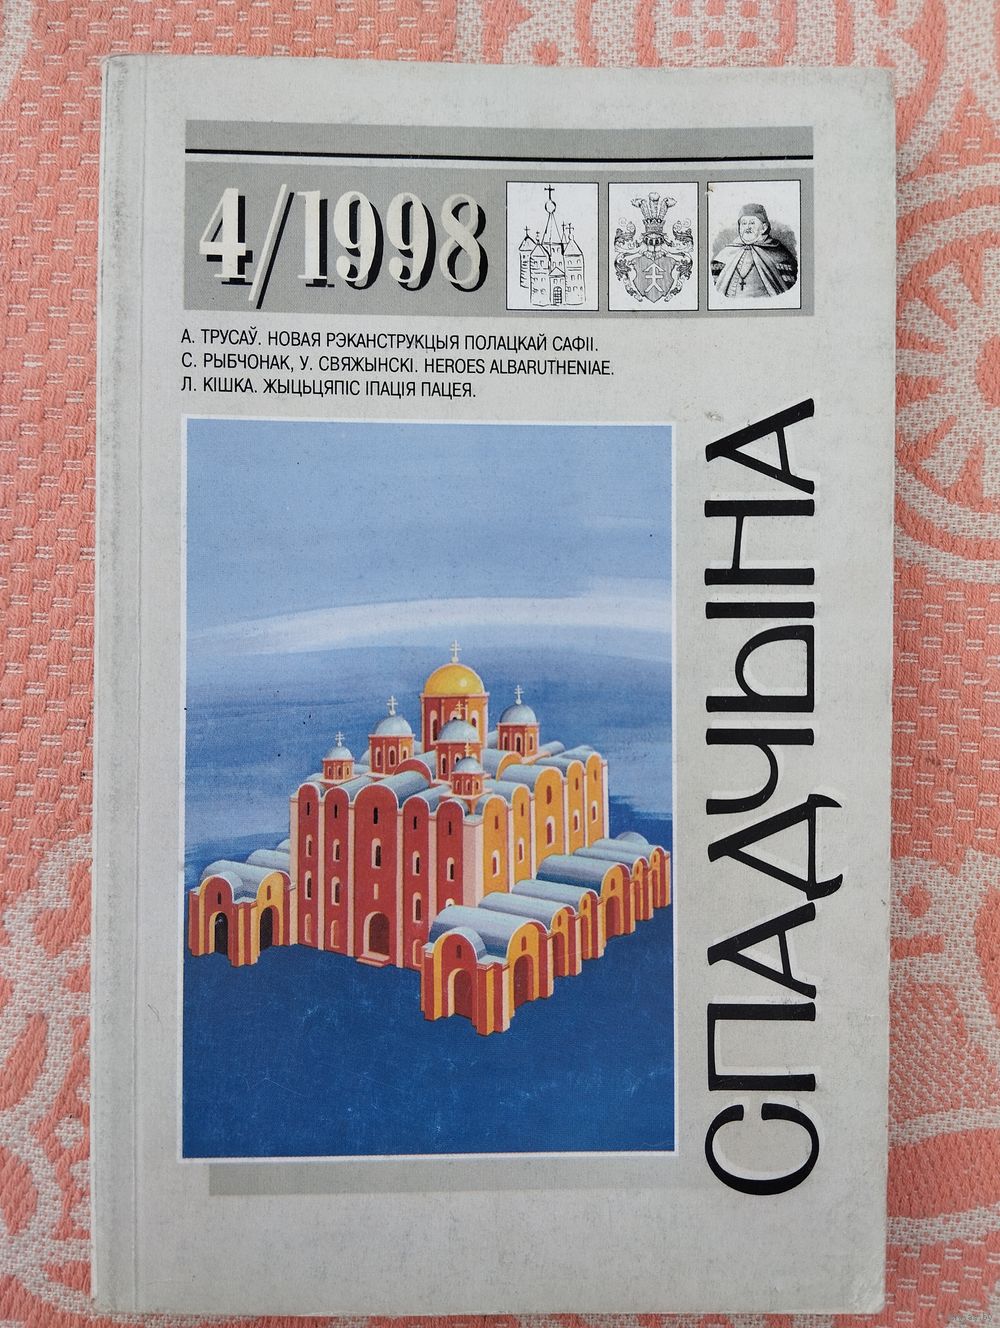 4/1998
А. ТРУСАЎ. НОВАЯ РЭКАНСТРУКЦЫЯ ПОЛАЦКАЙ САФІІ.
С. РЫБЧОНАК, У. СВЯЖЫНСКІ. HEROES ALBARUTHENIAE.
Л. КІШКА. ЖЫЦЬЦЯПІС ІПАЦІЯ ПАЦЕЯ.
СПАДЧЫНА